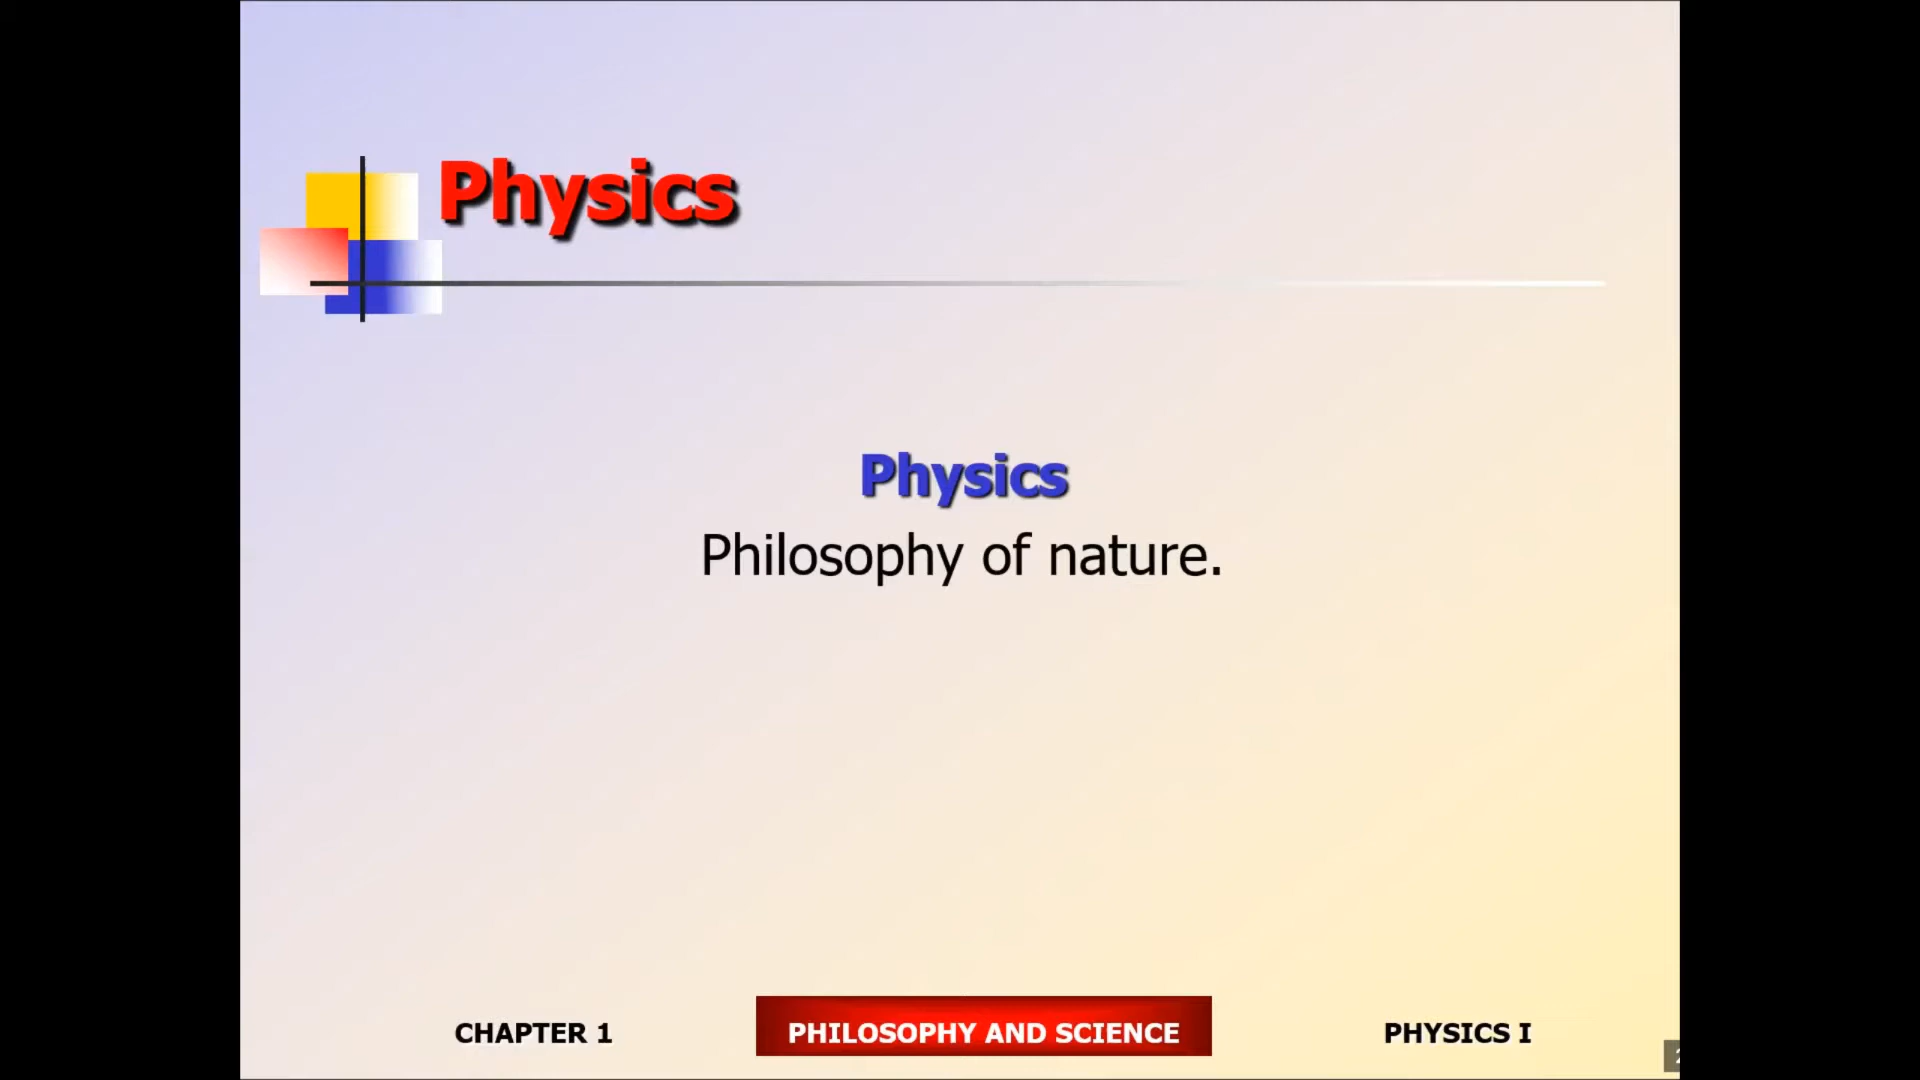 Physics
Physics
Philosophy of nature.
CHAPTER 1
PHILOSOPHY AND SCIENCE
PHYSICS I